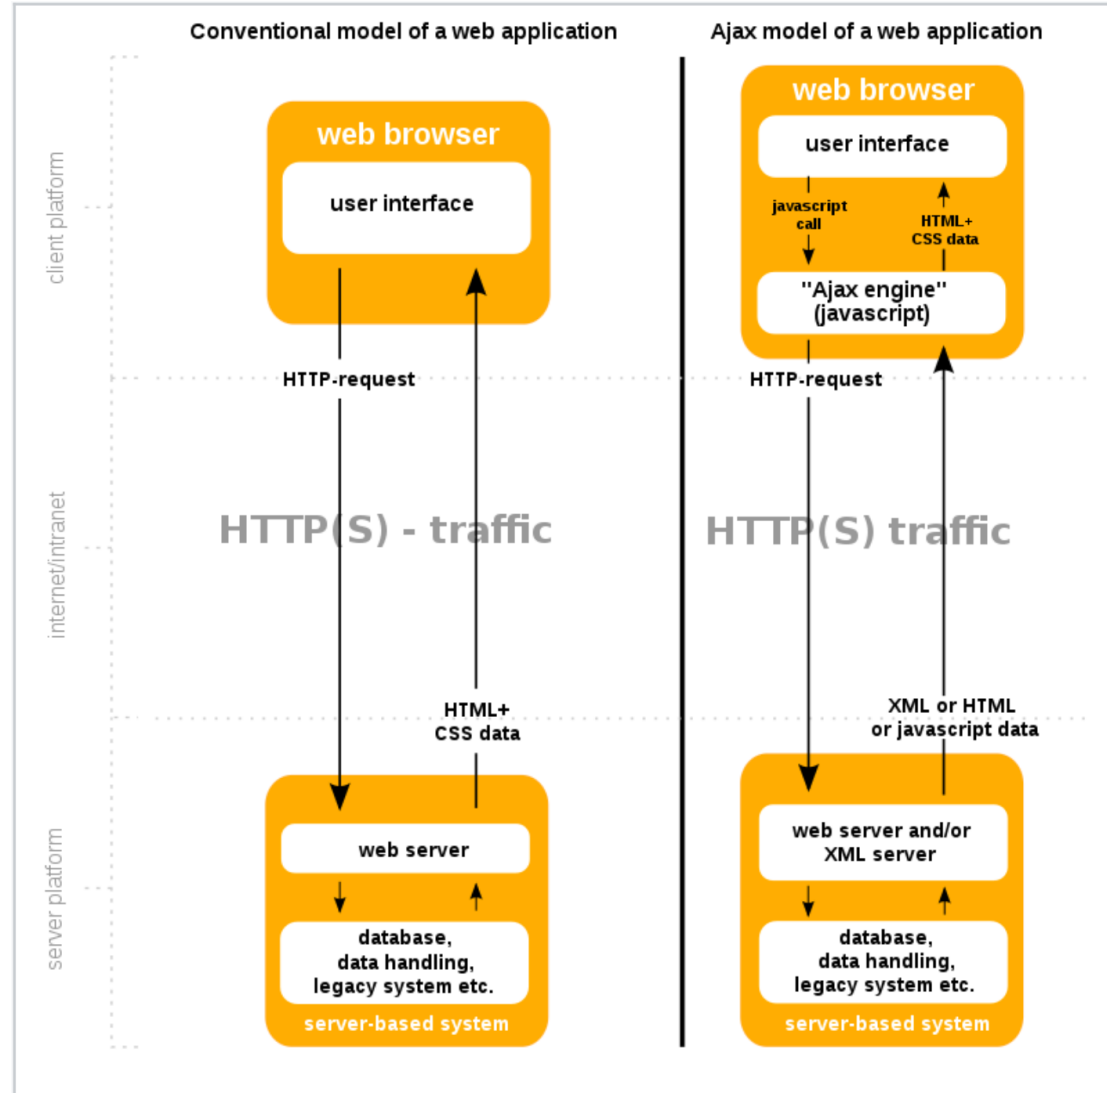 Conventional model of a web application
Ajax model of a web application
client platform
internet/intranet
server platform
web browser
user interface
HTTP-request
HTTP(S) - traffic
HTML+
CSS data
web server
database,
data handling,
legacy system etc.
server-based system
web browser
user interface
javascript
call
HTML+
CSS data
"Ajax engine"
(javascript)
HTTP-request
HTTP(S) traffic
XML or HTML
or javascript data
web server and/or
XML server
database,
data handling,
legacy system etc.
server-based system